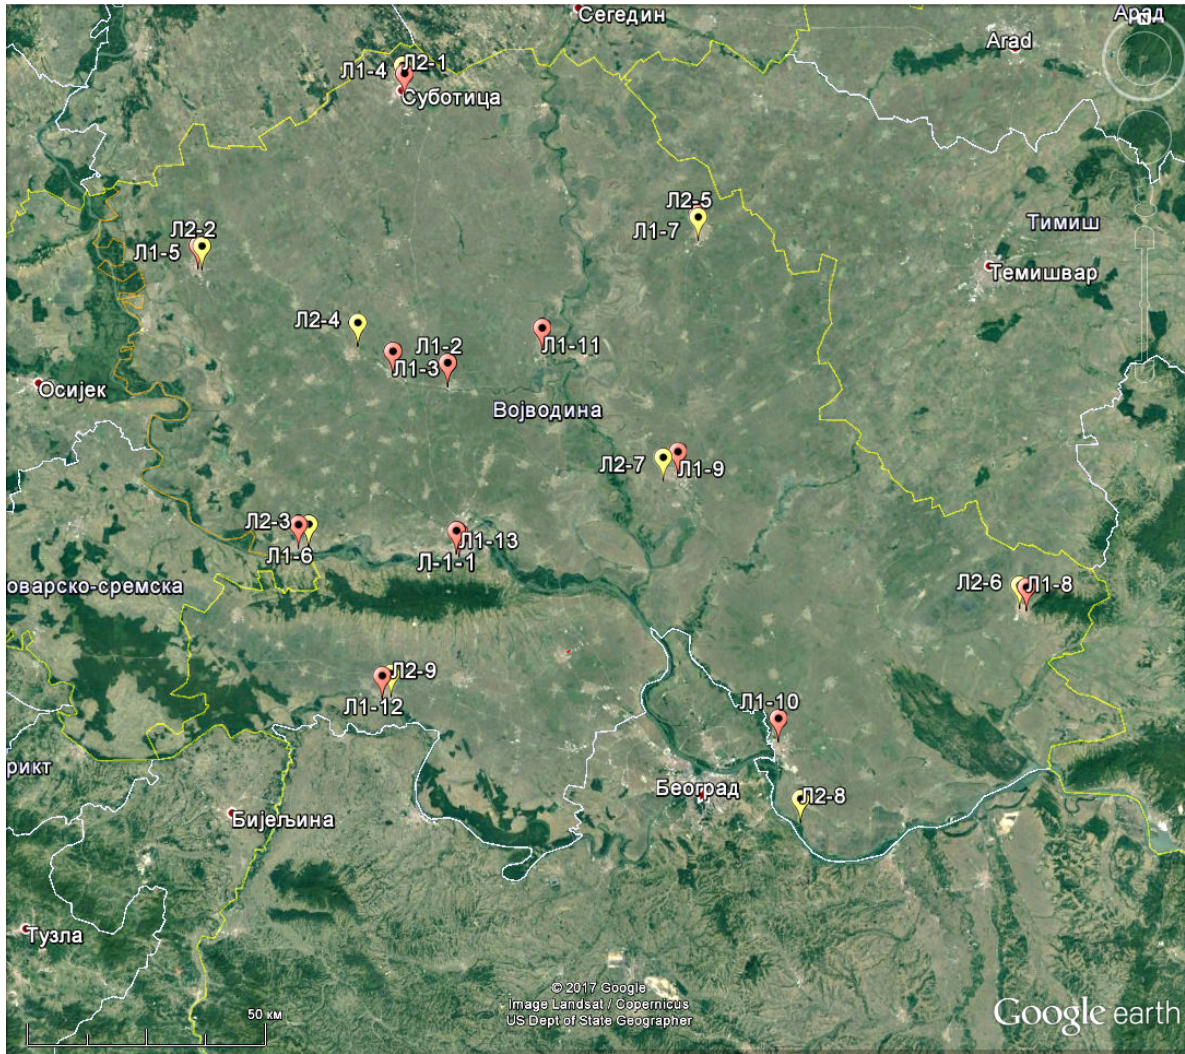 Сегедин
Арад
N
Arad
Л1-4
Л2-1
Суботица
Л2-2
Л1-5
Л2-5
Л1-7
Тимиш
Темишвар
Л2-4
Л1-2
Л1-11
Л1-3
Осијек
Војводина
Л2-7
Л1-9
Л2-3
Л1-6
Л1-13
Л-1-1
оварско-сремска
Л2-6
Л1-8
Л2-9
Л1-12
Л1-10
рикт
Београд
Л2-8
Бијељина
Тузла
© 2017 Google
Image Landsat / Copernicus
US Dept of State Geographer
50 км
Google earth